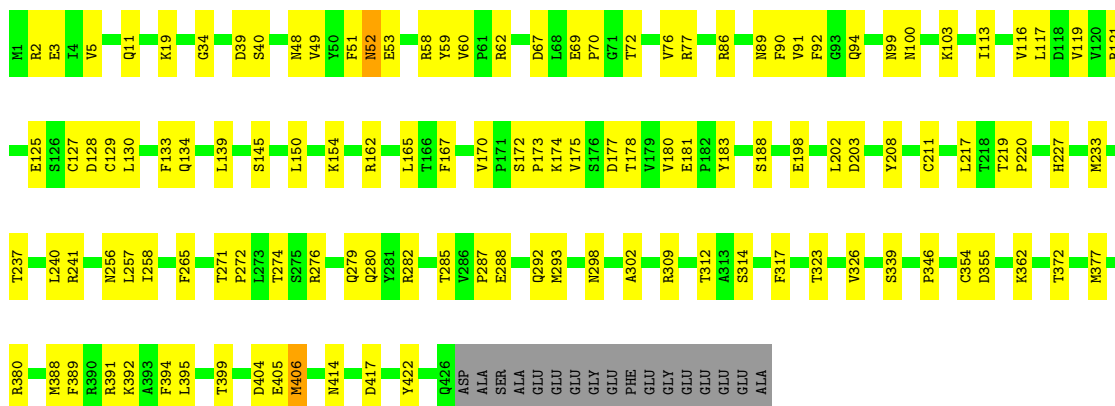 M1 R2 E3 I4 V5 Q11 K19 G34 D39 S40 N48 V49 Y50 F51 N52 E53 R58 Y59 V60 P61 R62 D67 L68 E69 P70 G71 T72 V76 R77 R86 N89 F90 V91 F92 G93 Q94 N99 N100 K103 I113 V116 L117 D118 V119 V120
E125 S126 C127 D128 C129 L130 F133 Q134 L139 S145 L150 K154 R162 L165 T166 F167 V170 P171 S172 P173 K174 V175 S176 D177 T178 V179 V180 E181 P182 Y183 S188 E198 L202 D203 Y208 C211 L217 T218 T219 P220 H227 M233
T237 L240 R241 N256 L257 I258 F265 T271 P272 L273 T274 S275 R276 Q279 Q280 Y281 R282 T285 V286 P287 E288 Q292 M293 N298 A302 R309 T312 A313 S314 F317 T323 V326 S339 P346 C354 D355 K362 T372 M377
R380 M388 F389 R390 R391 K392 A393 F394 L395 T399 D404 E405 M406 N414 D417 Y422 Q426 ASP ALA SER ALA GLU GLU GLU GLY GLU PHE GLU GLY GLU GLU GLU GLU ALA